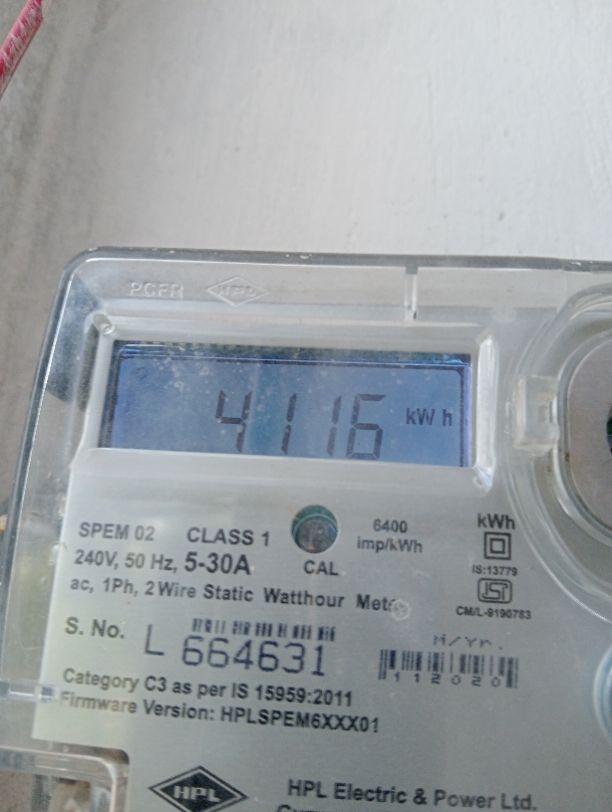 PCFR HPL
4116 kWh
SPEM 02 CLASS 1
240V, 50 Hz, 5-30A
ac, 1Ph, 2 Wire Static Watthour Meter
CAL
6400
imp/kWh
kWh
IS:13779
ISI
CM/L-9190783
S. No. L 664631
M/Yr.
112020
Category C3 as per IS 15959:2011
Firmware Version: HPLSPEM6XXX01
HPL
HPL Electric & Power Ltd.